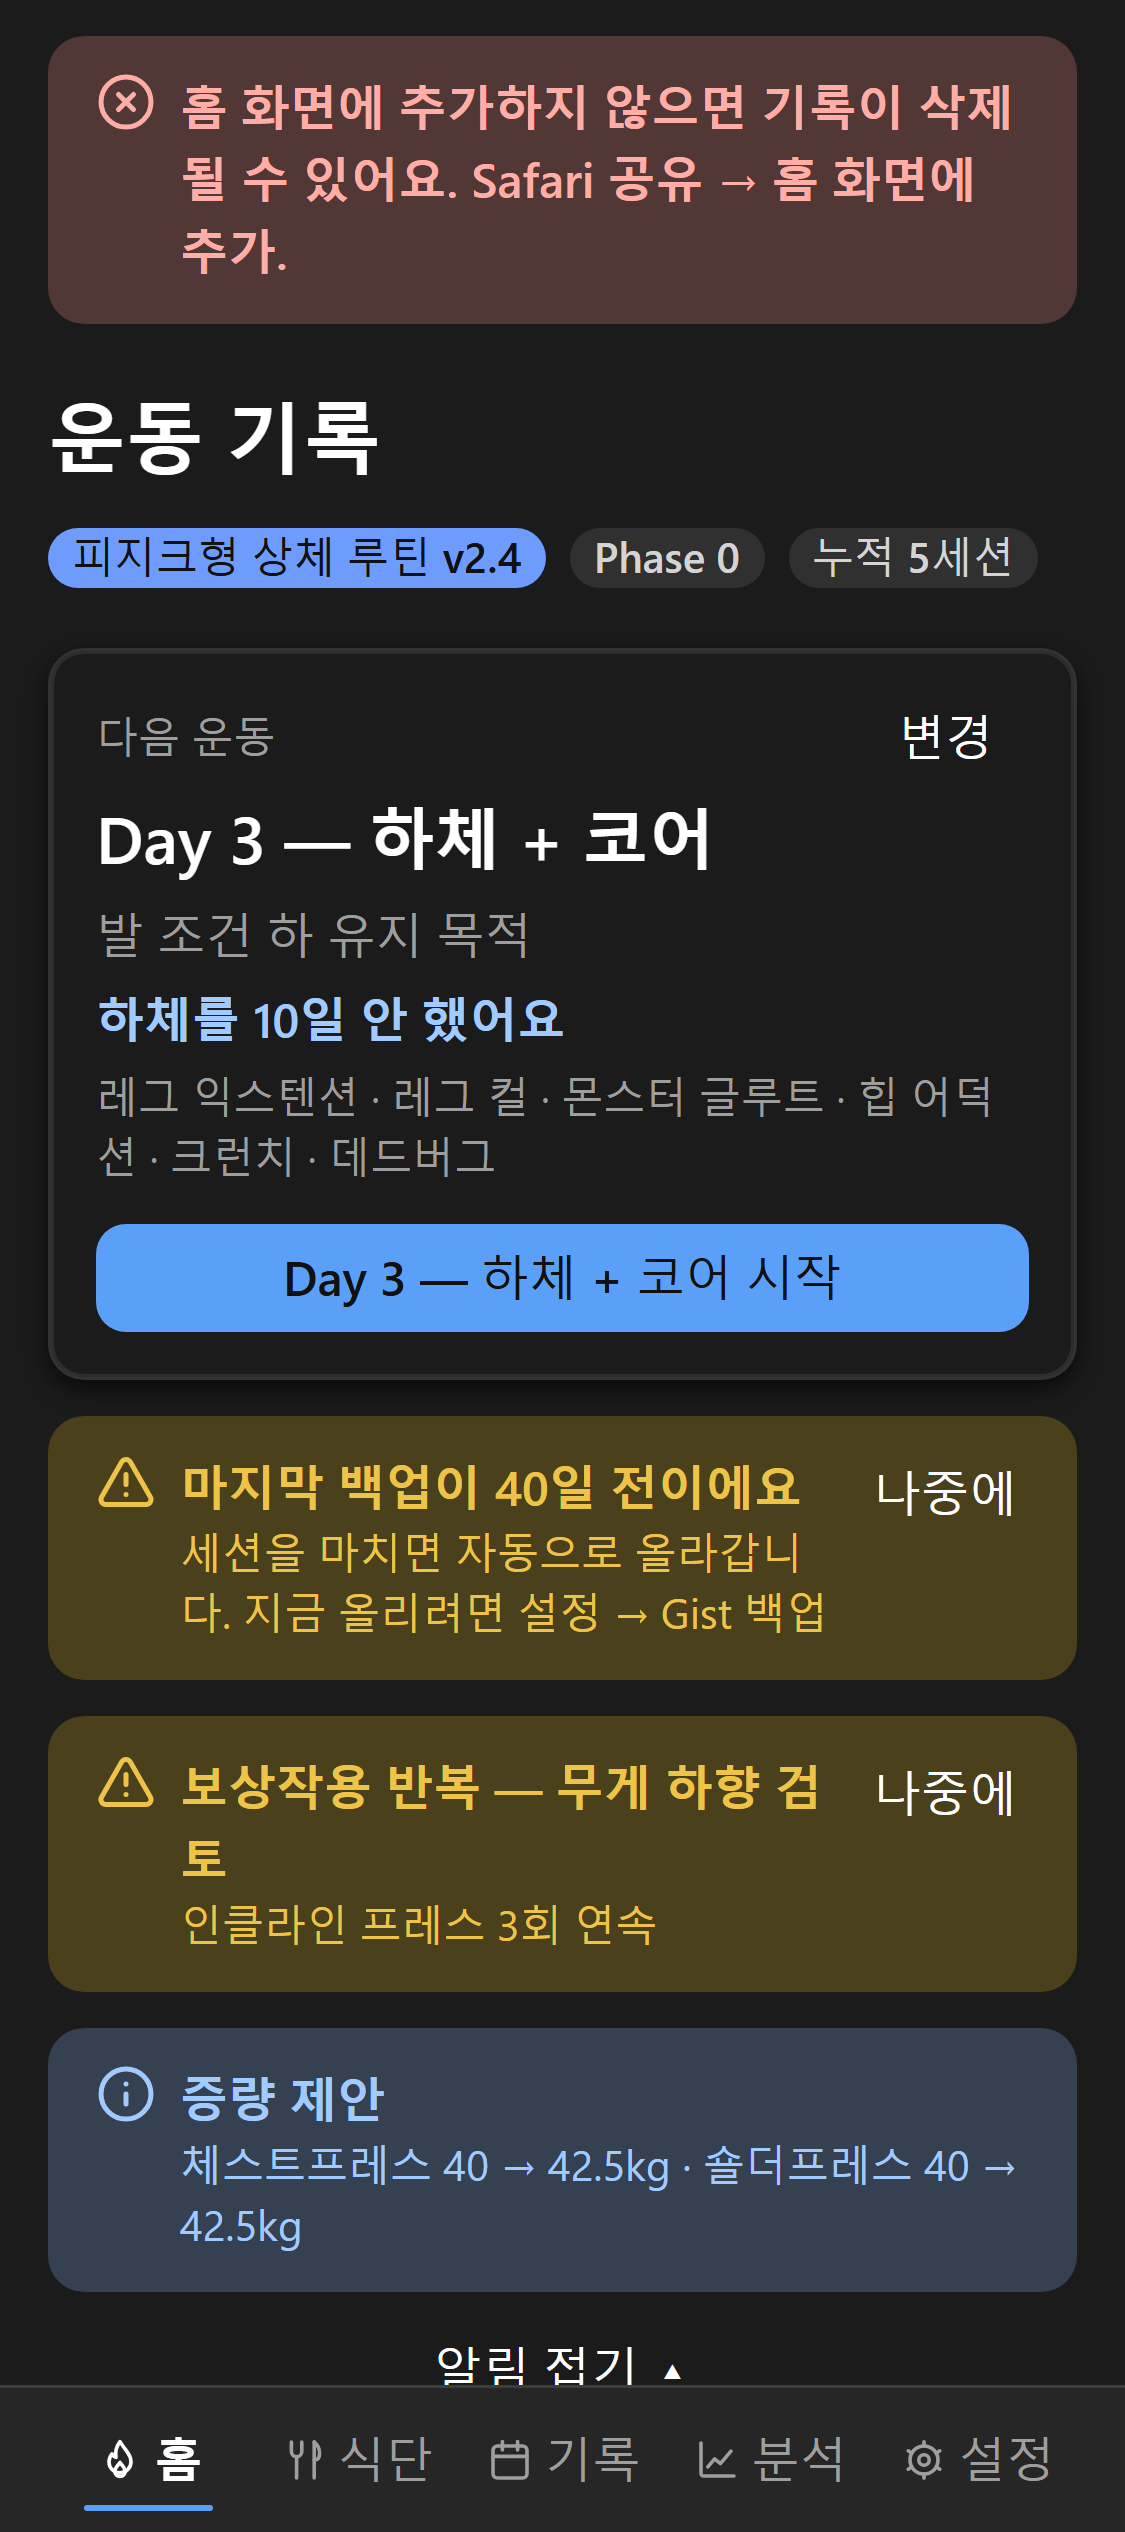 홈 화면에 추가하지 않으면 기록이 삭제
될 수 있어요. Safari 공유 → 홈 화면에
추가.
운동 기록
피지크형 상체 루틴 v2.4
Phase 0
누적 5세션
다음 운동
변경
Day 3 — 하체 + 코어
발 조건 하 유지 목적
하체를 10일 안 했어요
레그 익스텐션 · 레그 컬 · 몬스터 글루트 · 힙 어덕
션 · 크런치 · 데드버그
Day 3 — 하체 + 코어 시작
마지막 백업이 40일 전이에요
나중에
세션을 마치면 자동으로 올라갑니
다. 지금 올리려면 설정 → Gist 백업
보상작용 반복 — 무게 하향 검
토
나중에
인클라인 프레스 3회 연속
증량 제안
체스트프레스 40 → 42.5kg · 숄더프레스 40 →
42.5kg
알림 접기 ▲
홈
식단
기록
분석
설정